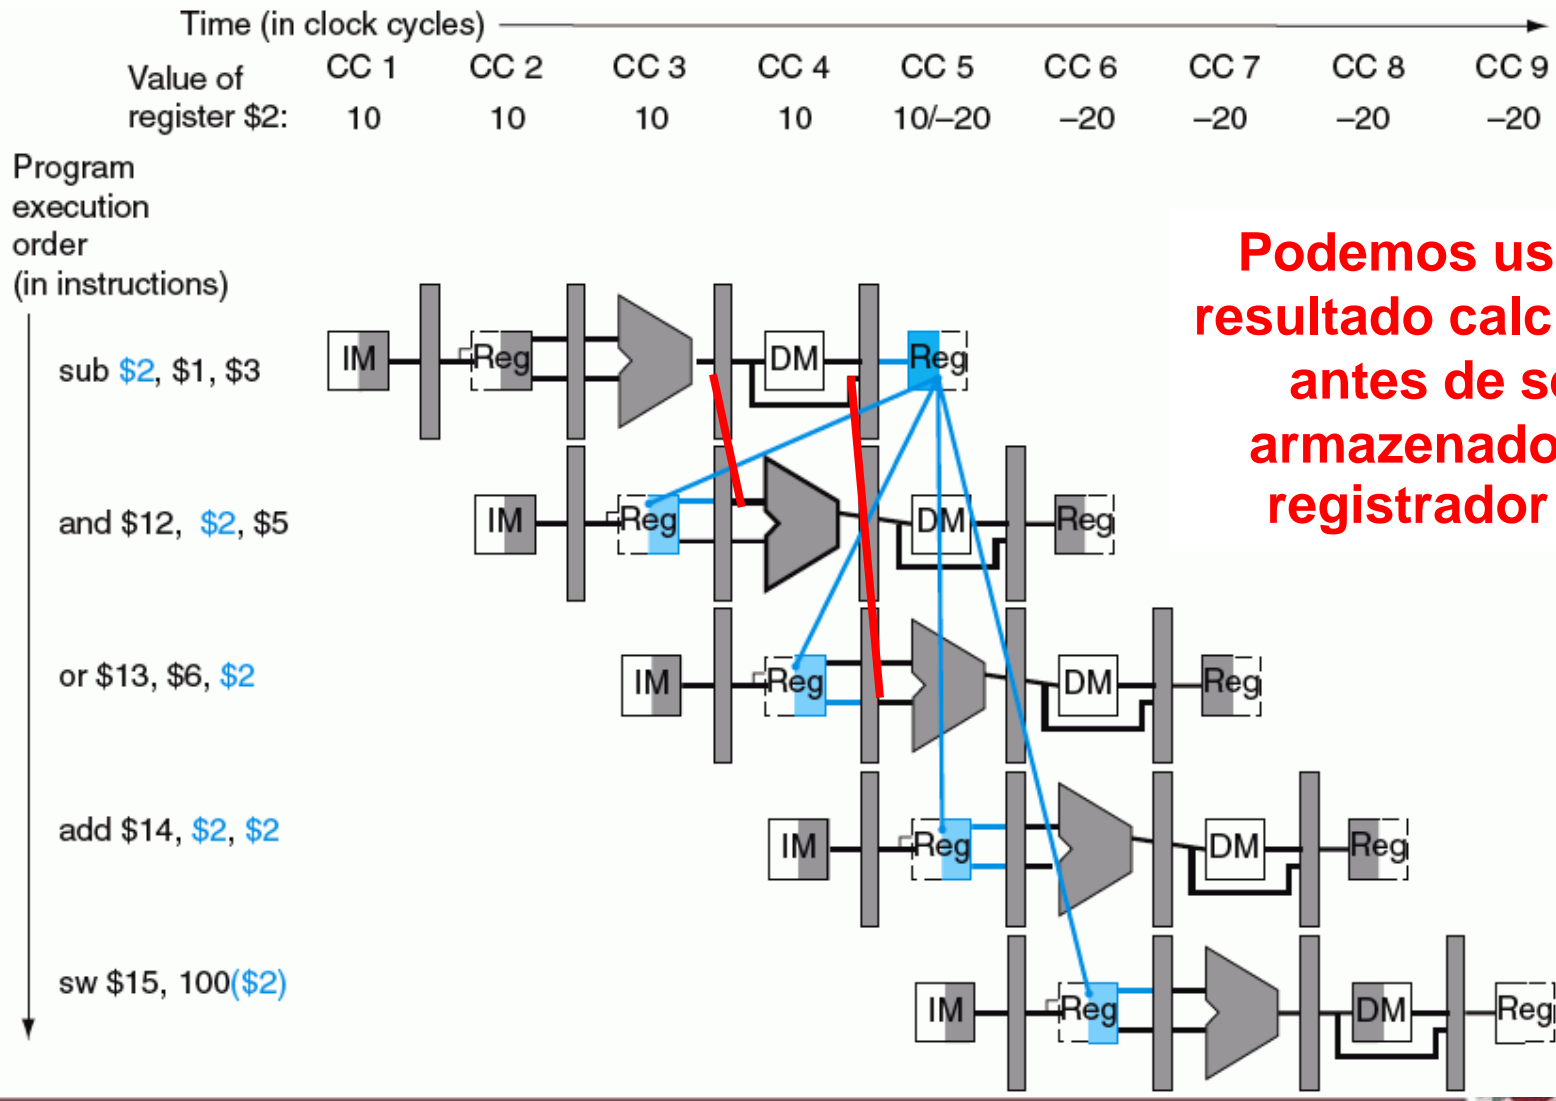 Time (in clock cycles)
Value of register $2:
CC 1 CC 2 CC 3 CC 4 CC 5 CC 6 CC 7 CC 8 CC 9
10 10 10 10 10/–20 –20 –20 –20 –20
Program
execution
order
(in instructions)
Podemos us
resultado calc
antes de s
armazenado
registrador
sub $2, $1, $3
IM Reg DM Reg
and $12, $2, $5
IM Reg DM Reg
or $13, $6, $2
IM Reg DM Reg
add $14, $2, $2
IM Reg DM Reg
sw $15, 100($2)
IM Reg DM Reg